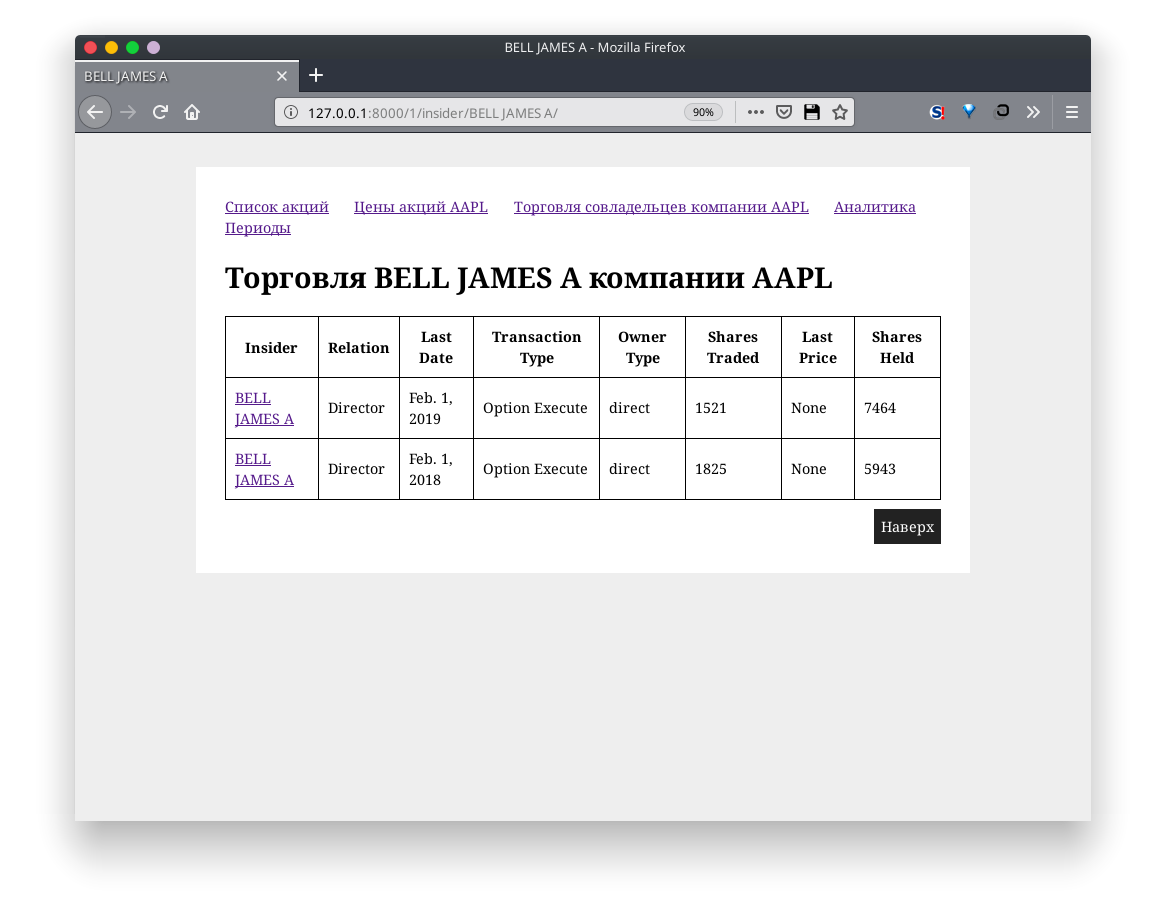 BELL JAMES A - Mozilla Firefox
BELL JAMES A
127.0.0.1:8000/1/insider/BELL JAMES A/
90%
Список акций Цены акций AAPL Торговля совладельцев компании AAPL Аналитика
Периоды
Торговля BELL JAMES A компании AAPL
Insider Relation Last Date Transaction Type Owner Type Shares Traded Last Price Shares Held
BELL JAMES A Director Feb. 1, 2019 Option Execute direct 1521 None 7464
BELL JAMES A Director Feb. 1, 2018 Option Execute direct 1825 None 5943
Наверх